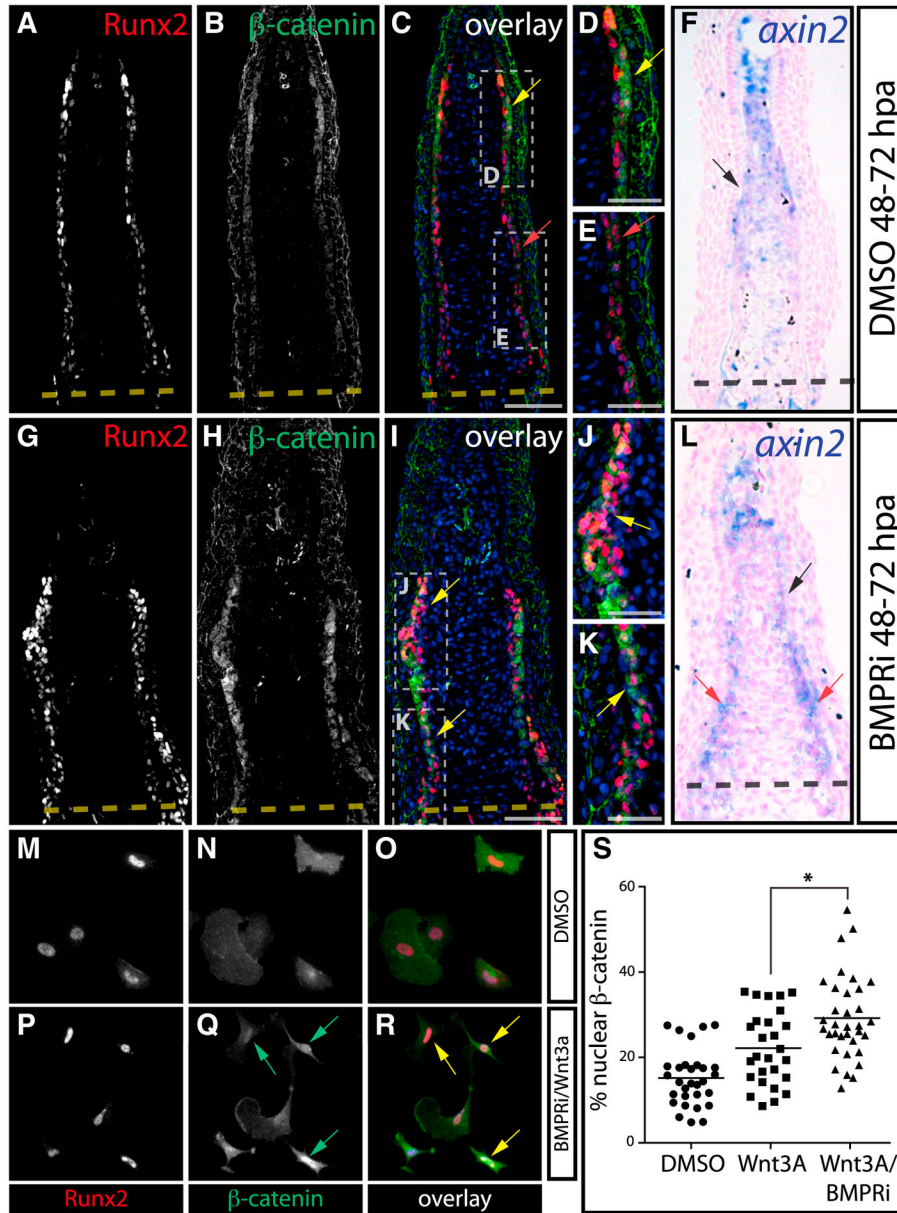 A Runx2
B β-catenin
C overlay
D
F axin2
D
E
E
DMSO 48-72 hpa
G Runx2
H β-catenin
I overlay
J
L axin2
J
K
K
BMPRi 48-72 hpa
M
N
O
DMSO
P
Q
R
BMPRi/Wnt3a
Runx2
β-catenin
overlay
S
*
% nuclear β-catenin
60
40
20
0
DMSO
Wnt3A
Wnt3A/
BMPRi